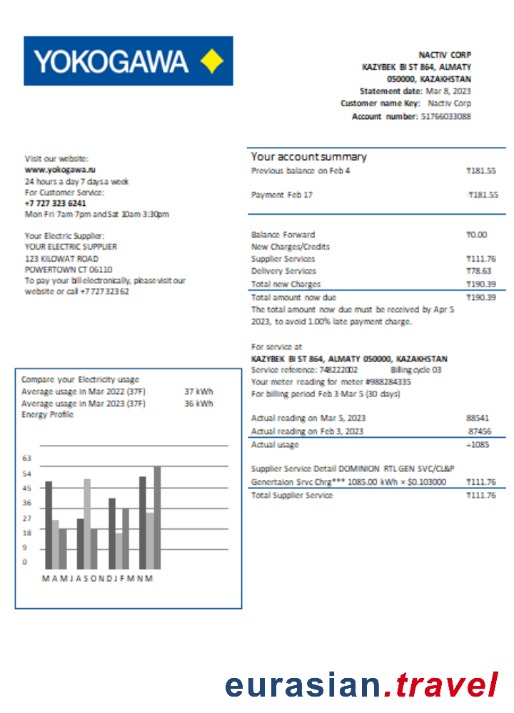 YOKOGAWA
NACTIV CORP
KAZYBEK BI ST 864, ALMATY
050000, KAZAKHSTAN
Statement date: Mar 8, 2023
Customer name Key: Nactiv Corp
Account number: 51766033088
Visit our website:
www.yokogawa.ru
24 hours a day 7 days a week
For Customer Service:
+7 727 323 6241
Mon Fri 7am 7pm and Sat 10am 3:30pm
Your Electric Supplier:
YOUR ELECTRIC SUPPLIER
123 KILOWAT ROAD
POWERTOWN CT 06110
To pay your bill electronically, please visit our
website or call +7 727 323 62
Your account summary
Previous balance on Feb 4 ₸181.55
Payment Feb 17 -₸181.55
Balance Forward ₸0.00
New Charges/Credits
Supplier Services ₸111.76
Delivery Services ₸78.63
Total new Charges ₸190.39
Total amount now due ₸190.39
The total amount now due must be received by Apr 5
2023, to avoid 1.00% late payment charge.
For service at
KAZYBEK BI ST 864, ALMATY 050000, KAZAKHSTAN
Service reference: 748222002 Billing cycle 03
Your meter reading for meter #988284335
For billing period Feb 3-Mar 5 (30 days)
Actual reading on Mar 5, 2023 88541
Actual reading on Feb 3, 2023 -87456
Actual usage =1085
Supplier Service Detail DOMINION RTL GEN SVC/CL&P
Genertaion Srvc Chrg*** 1085.00 kWh × $0.103000 ₸111.76
Total Supplier Service ₸111.76
Compare your Electricity usage
Average usage in Mar 2022 (37F) 37 kWh
Average usage in Mar 2023 (37F) 36 kWh
Energy Profile
63
54
45
36
27
18
9
0
M A M J A S O N D J F M N M
eurasian.travel